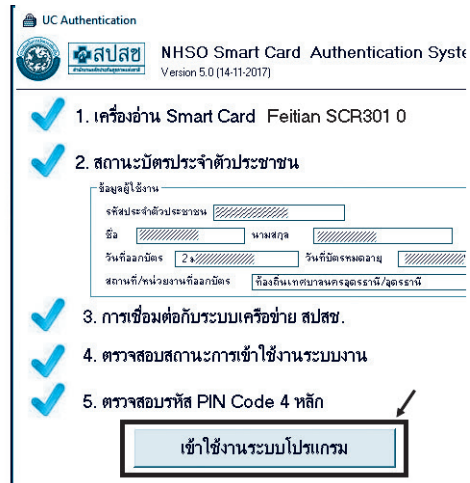 UC Authentication
สปสช NHSO Smart Card Authentication Syste
สำนักงานหลักประกันสุขภาพแห่งชาติ Version 5.0 (14-11-2017)
1. เครื่องอ่าน Smart Card Feitian SCR301 0
2. สถานะบัตรประจำตัวประชาชน
ข้อมูลผู้ใช้งาน
รหัสประจำตัวประชาชน
ชื่อ นามสกุล
วันที่ออกบัตร 2 วันที่บัตรหมดอายุ
สถานที่/หน่วยงานที่ออกบัตร ท้องถิ่นเทศบาลนครอุดรธานี/อุดรธานี
3. การเชื่อมต่อกับระบบเครือข่าย สปสช.
4. ตรวจสอบสถานะการเข้าใช้งานระบบงาน
5. ตรวจสอบรหัส PIN Code 4 หลัก
เข้าใช้งานระบบโปรแกรม